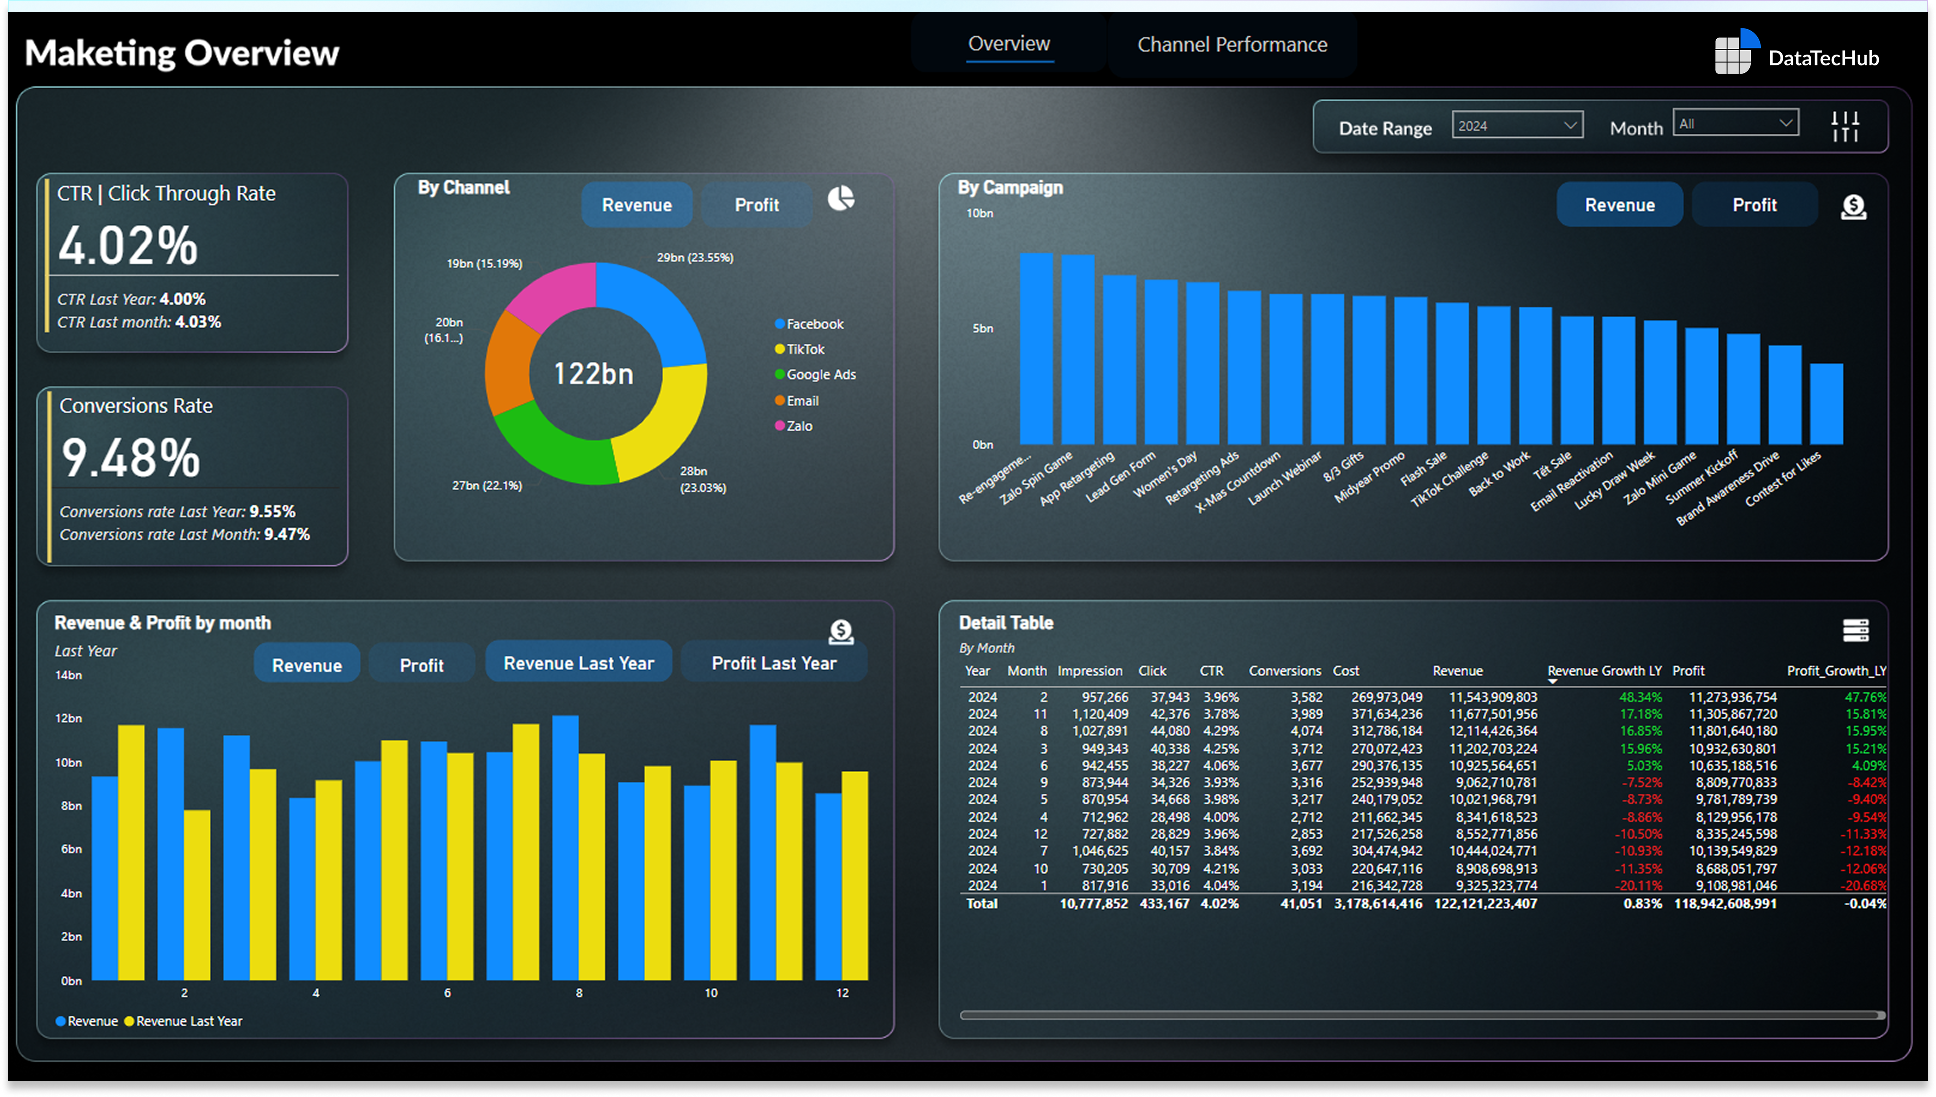 Maketing Overview
Overview
Channel Performance
DataTecHub
Date Range
2024
Month
All
CTR | Click Through Rate
4.02%
CTR Last Year: 4.00%
CTR Last month: 4.03%
Conversions Rate
9.48%
Conversions rate Last Year: 9.55%
Conversions rate Last Month: 9.47%
By Channel
Revenue
Profit
29bn (23.55%)
19bn (15.19%)
20bn
(16.1...)
122bn
27bn (22.1%)
28bn
(23.03%)
Facebook
TikTok
Google Ads
Email
Zalo
By Campaign
Revenue
Profit
10bn
5bn
0bn
Re-engageme...
Zalo Spin Game
App Retargeting
Lead Gen Form
Women's Day
Retargeting Ads
X-Mas Countdown
Launch Webinar
8/3 Gifts
Midyear Promo
Flash Sale
TikTok Challenge
Back to Work
Tết Sale
Email Reactivation
Lucky Draw Week
Zalo Mini Game
Summer Kickoff
Brand Awareness Drive
Contest for Likes
Revenue & Profit by month
Last Year
Revenue
Profit
Revenue Last Year
Profit Last Year
14bn
12bn
10bn
8bn
6bn
4bn
2bn
0bn
2 4 6 8 10 12
Revenue Revenue Last Year
Detail Table
By Month
Year Month Impression Click CTR Conversions Cost Revenue Revenue Growth LY Profit Profit_Growth_LY
2024 2 957,266 37,943 3.96% 3,582 269,973,049 11,543,909,803 48.34% 11,273,936,754 47.76%
2024 11 1,120,409 42,376 3.78% 3,989 371,634,236 11,677,501,956 17.18% 11,305,867,720 15.81%
2024 8 1,027,891 44,080 4.29% 4,074 312,786,184 12,114,426,364 16.85% 11,801,640,180 15.95%
2024 3 949,343 40,338 4.25% 3,712 270,072,423 11,202,703,224 15.96% 10,932,630,801 15.21%
2024 6 942,455 38,227 4.06% 3,677 290,376,135 10,925,564,651 5.03% 10,635,188,516 4.09%
2024 9 873,944 34,326 3.93% 3,316 252,939,948 9,062,710,781 -7.52% 8,809,770,833 -8.42%
2024 5 870,954 34,668 3.98% 3,217 240,179,052 10,021,968,791 -8.73% 9,781,789,739 -9.40%
2024 4 712,962 28,498 4.00% 2,712 211,662,345 8,341,618,523 -8.86% 8,129,956,178 -9.54%
2024 12 727,882 28,829 3.96% 2,853 217,526,258 8,552,771,856 -10.50% 8,335,245,598 -11.33%
2024 7 1,046,625 40,157 3.84% 3,692 304,474,942 10,444,024,771 -10.93% 10,139,549,829 -12.18%
2024 10 730,205 30,709 4.21% 3,033 220,647,116 8,908,698,913 -11.35% 8,688,051,797 -12.06%
2024 1 817,916 33,016 4.04% 3,194 216,342,728 9,325,323,774 -20.11% 9,108,981,046 -20.68%
Total 10,777,852 433,167 4.02% 41,051 3,178,614,416 122,121,223,407 0.83% 118,942,608,991 -0.04%